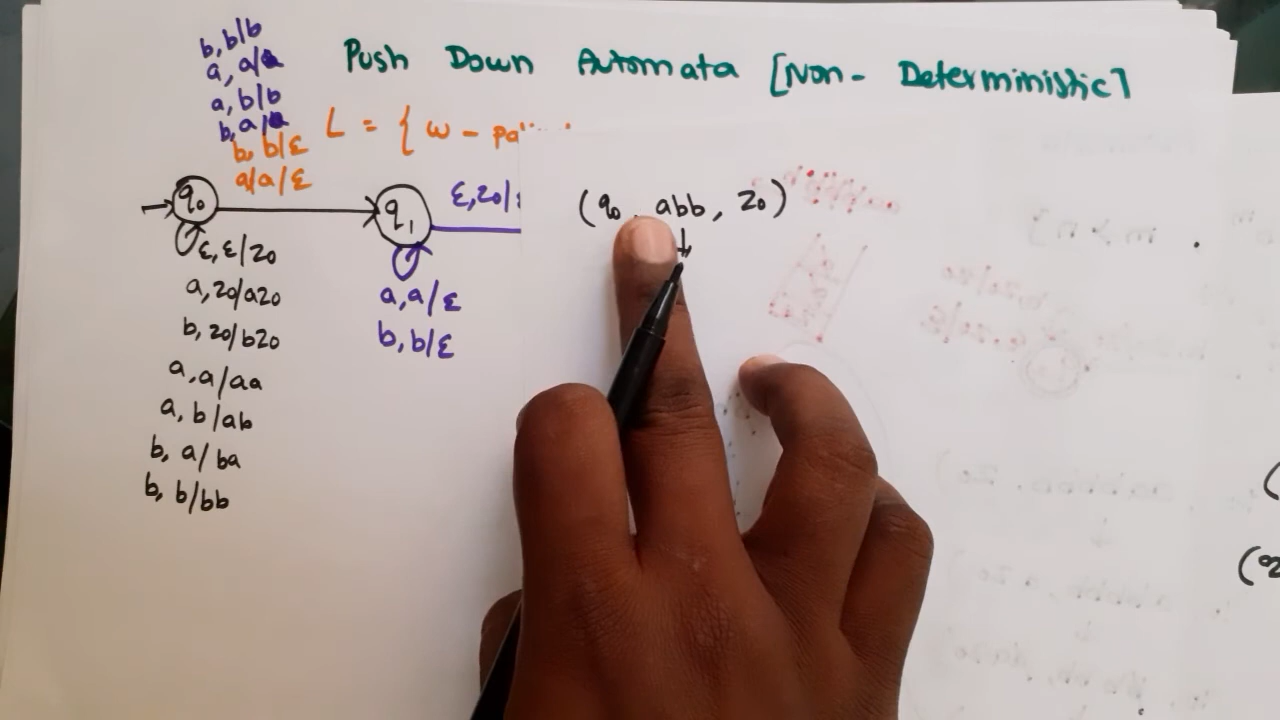 Push Down Automata [Non-Deterministic]
b, b/b
a, a/a
a, b/b
b, a/a
b, b/ε
a/a/ε
L = { w - pa
q0
q1
ε, z0/
(q0, abb, z0)
ε, ε/z0
a, z0/az0
b, z0/bz0
a, a/aa
a, b/ab
b, a/ba
b, b/bb
a, a/ε
b, b/ε